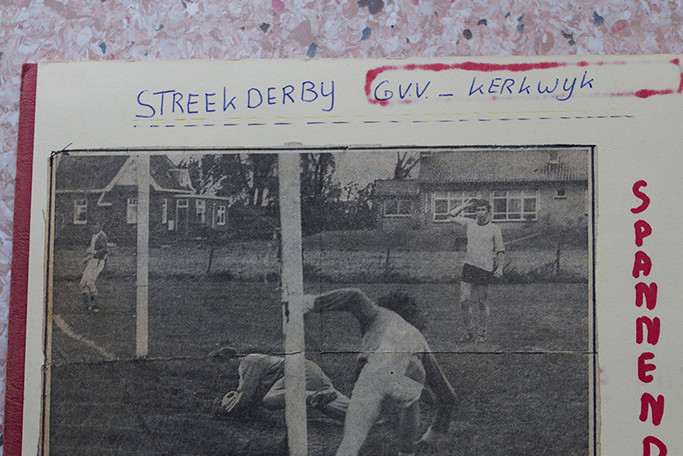 STREEKDERBY G.V.V. - KERKWYK
SPANNEND